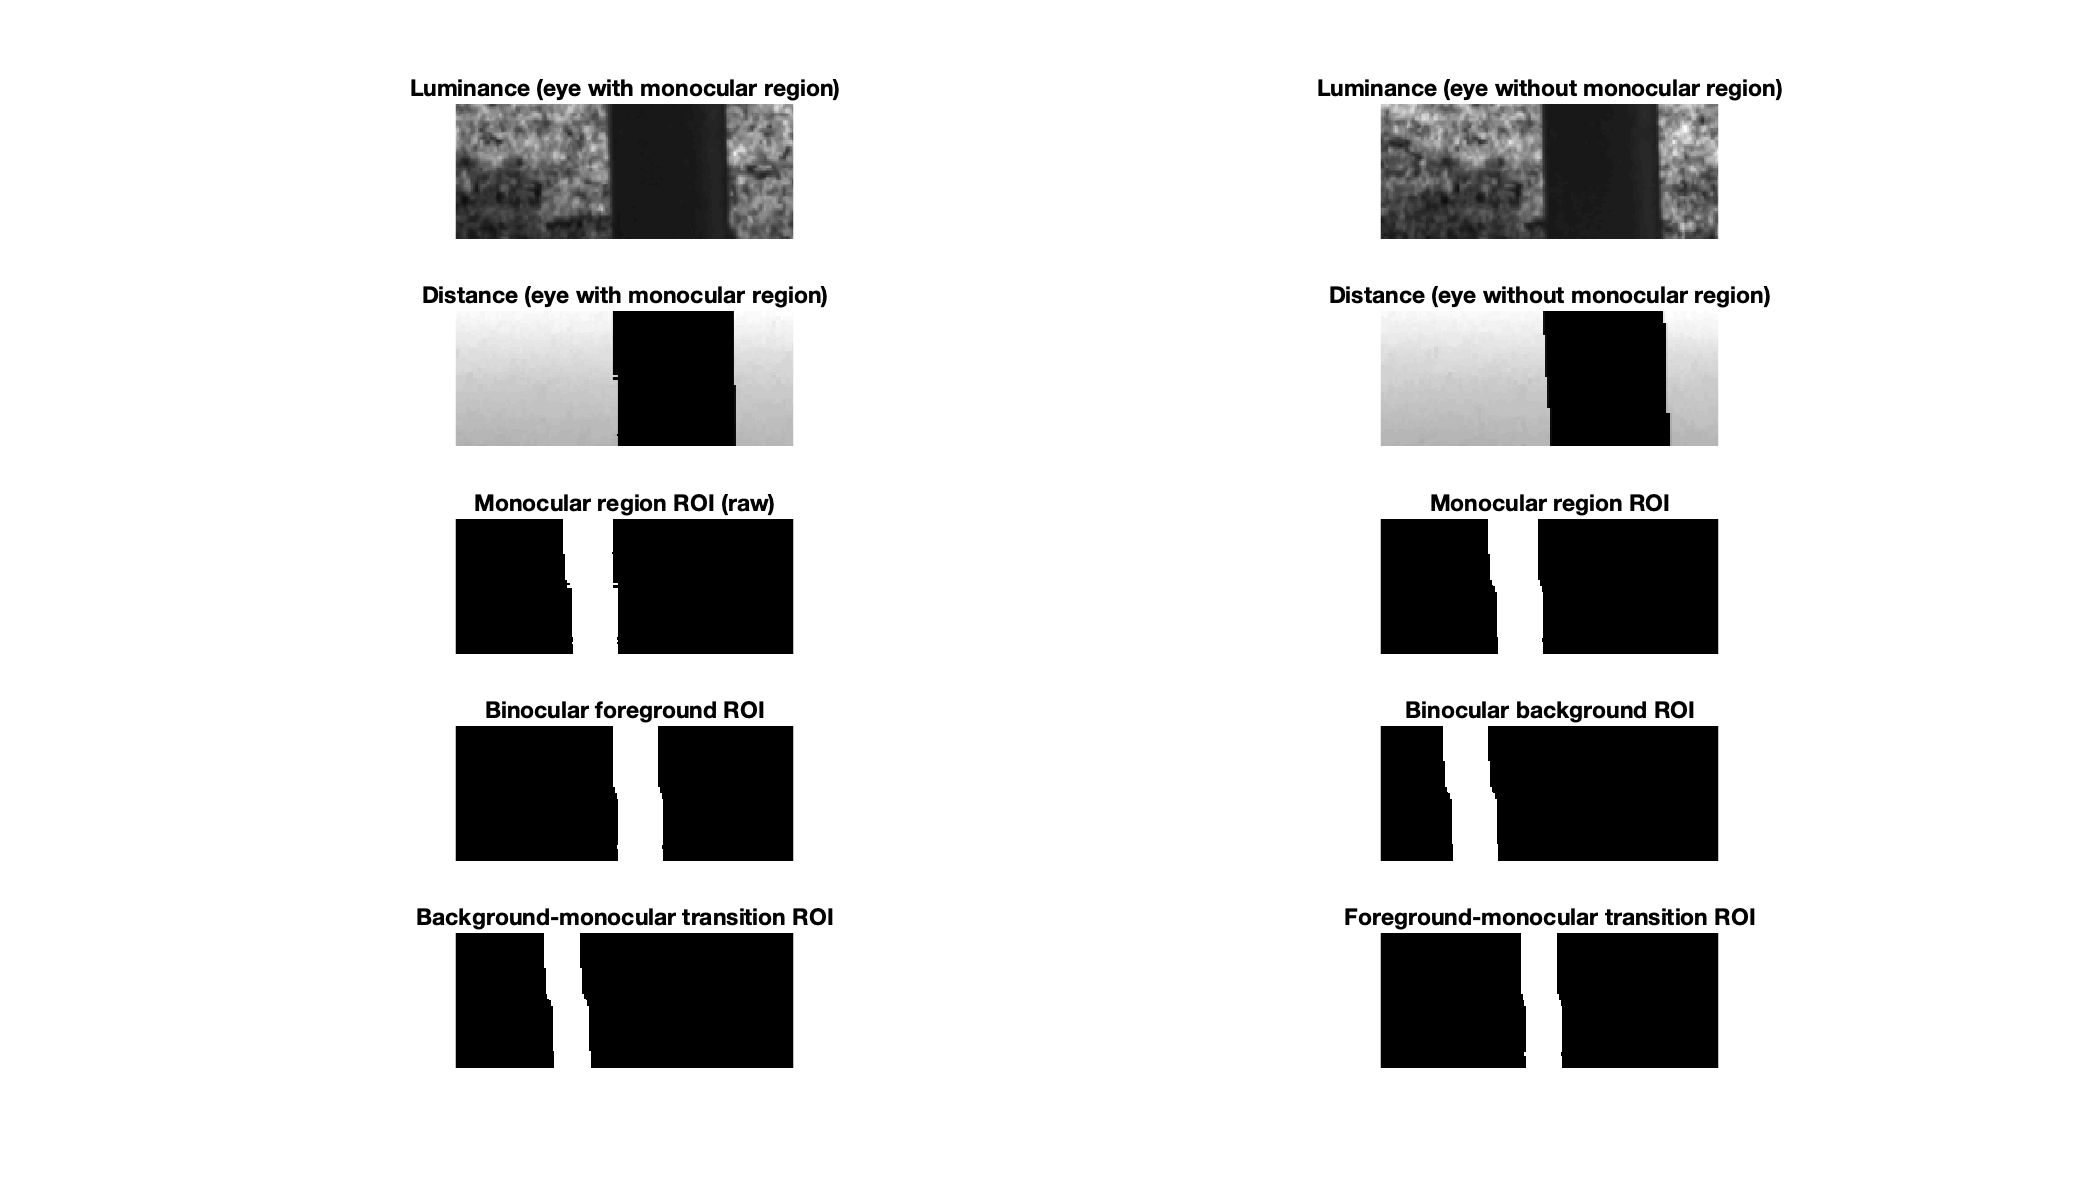 Luminance (eye with monocular region)
Luminance (eye without monocular region)
Distance (eye with monocular region)
Distance (eye without monocular region)
Monocular region ROI (raw)
Monocular region ROI
Binocular foreground ROI
Binocular background ROI
Background-monocular transition ROI
Foreground-monocular transition ROI